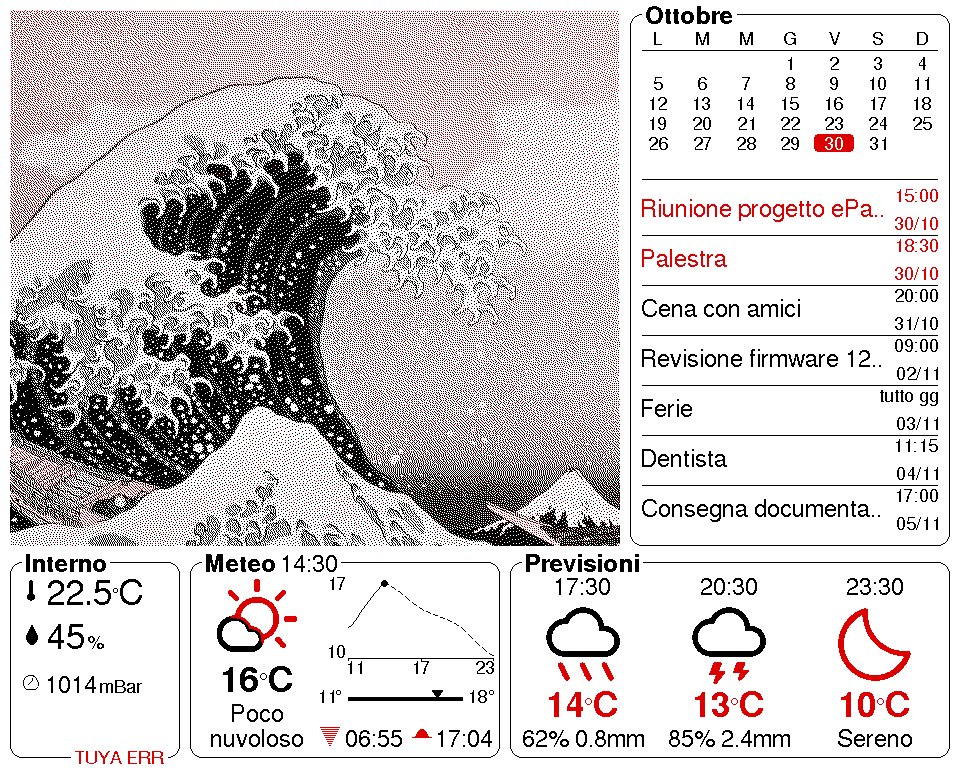 Ottobre
L M M G V S D
1 2 3 4
5 6 7 8 9 10 11
12 13 14 15 16 17 18
19 20 21 22 23 24 25
26 27 28 29 30 31
Riunione progetto ePa.. 15:00
30/10
Palestra 18:30
30/10
Cena con amici 20:00
31/10
Revisione firmware 12.. 09:00
02/11
Ferie tutto gg
03/11
Dentista 11:15
04/11
Consegna documenta.. 17:00
05/11
Interno
22.5°C
45%
1014mBar
TUYA ERR
Meteo 14:30
17
10
11 17 23
16°C
11° 18°
Poco
nuvoloso
06:55 17:04
Previsioni
17:30 20:30 23:30
14°C 13°C 10°C
62% 0.8mm 85% 2.4mm Sereno